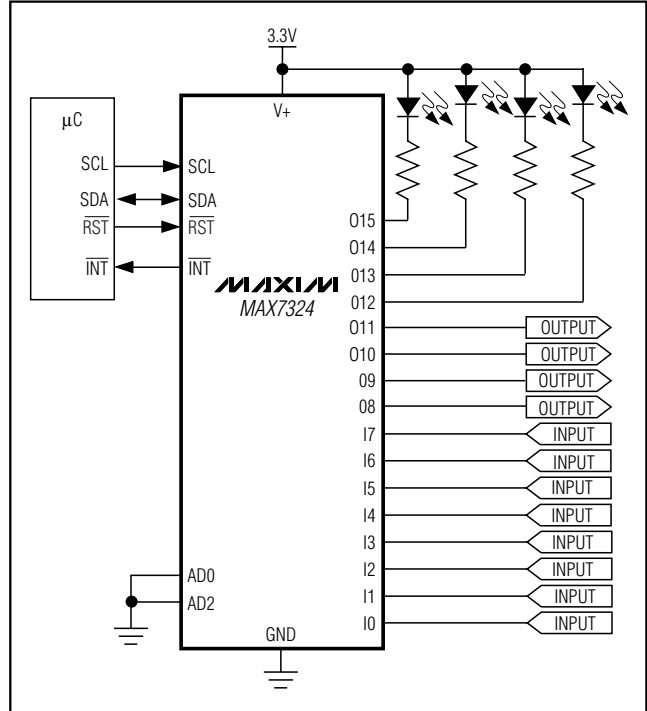 3.3V
μC
V+
SCL
SCL
SDA
SDA
RST
RST
INT
INT
MAXIM
MAX7324
O15
O14
O13
O12
O11
OUTPUT
O10
OUTPUT
O9
OUTPUT
O8
OUTPUT
I7
INPUT
I6
INPUT
I5
INPUT
I4
INPUT
I3
INPUT
I2
INPUT
I1
INPUT
I0
INPUT
AD0
AD2
GND